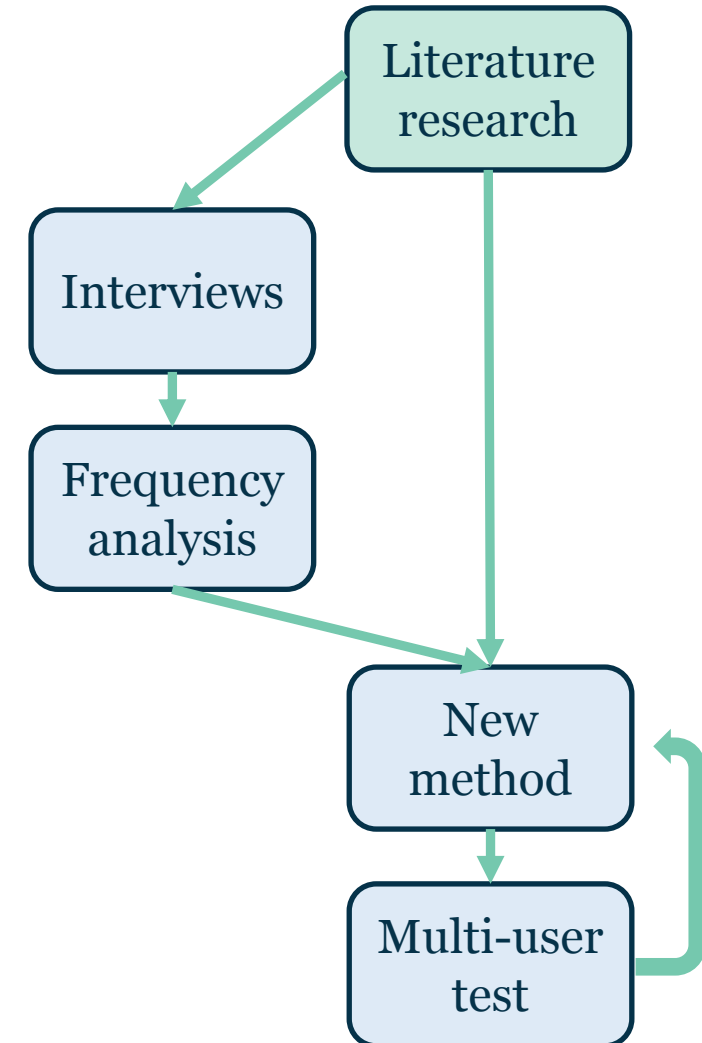 Literature
research
Interviews
Frequency
analysis
New
method
Multi-user
test